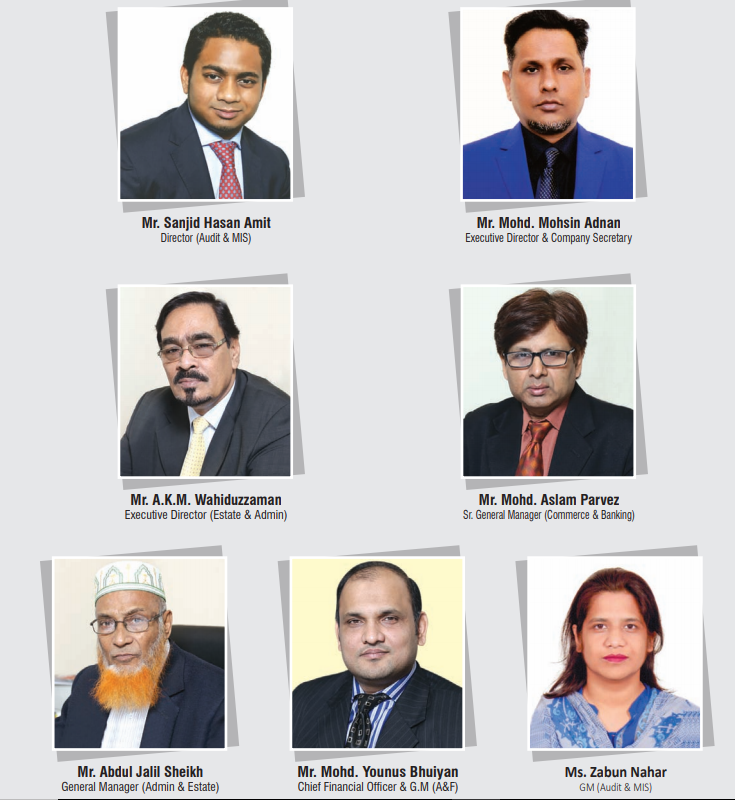 Mr. Sanjid Hasan Amit
Director (Audit & MIS)
Mr. Mohd. Mohsin Adnan
Executive Director & Company Secretary
Mr. A.K.M. Wahiduzzaman
Executive Director (Estate & Admin)
Mr. Mohd. Aslam Parvez
Sr. General Manager (Commerce & Banking)
Mr. Abdul Jalil Sheikh
General Manager (Admin & Estate)
Mr. Mohd. Younus Bhuiyan
Chief Financial Officer & G.M (A&F)
Ms. Zabun Nahar
GM (Audit & MIS)